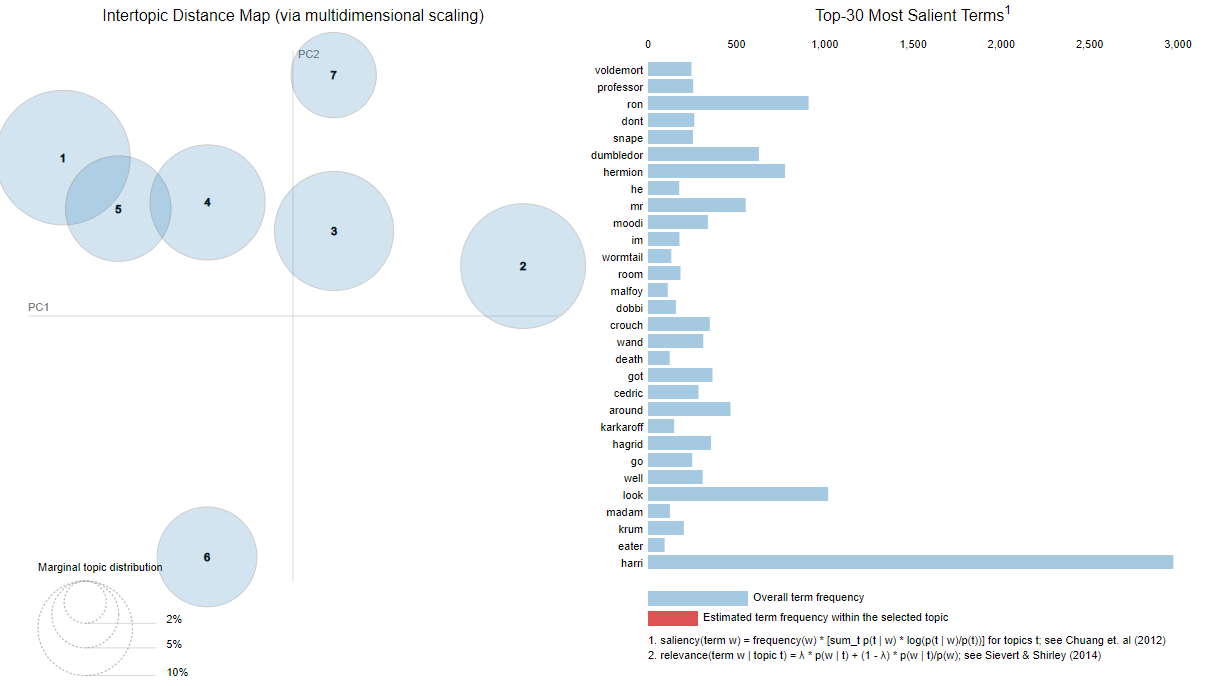 Intertopic Distance Map (via multidimensional scaling)
PC2
7
1
5
4
3
2
PC1
6
Marginal topic distribution
2%
5%
10%
Top-30 Most Salient Terms1
0 500 1,000 1,500 2,000 2,500 3,000
voldemort
professor
ron
dont
snape
dumbledor
hermion
he
mr
moodi
im
wormtail
room
malfoy
dobbi
crouch
wand
death
got
cedric
around
karkaroff
hagrid
go
well
look
madam
krum
eater
harri
Overall term frequency
Estimated term frequency within the selected topic
1. saliency(term w) = frequency(w) * [sum_t p(t | w) * log(p(t | w)/p(t))] for topics t; see Chuang et. al (2012)
2. relevance(term w | topic t) = λ * p(w | t) + (1 - λ) * p(w | t)/p(w); see Sievert & Shirley (2014)